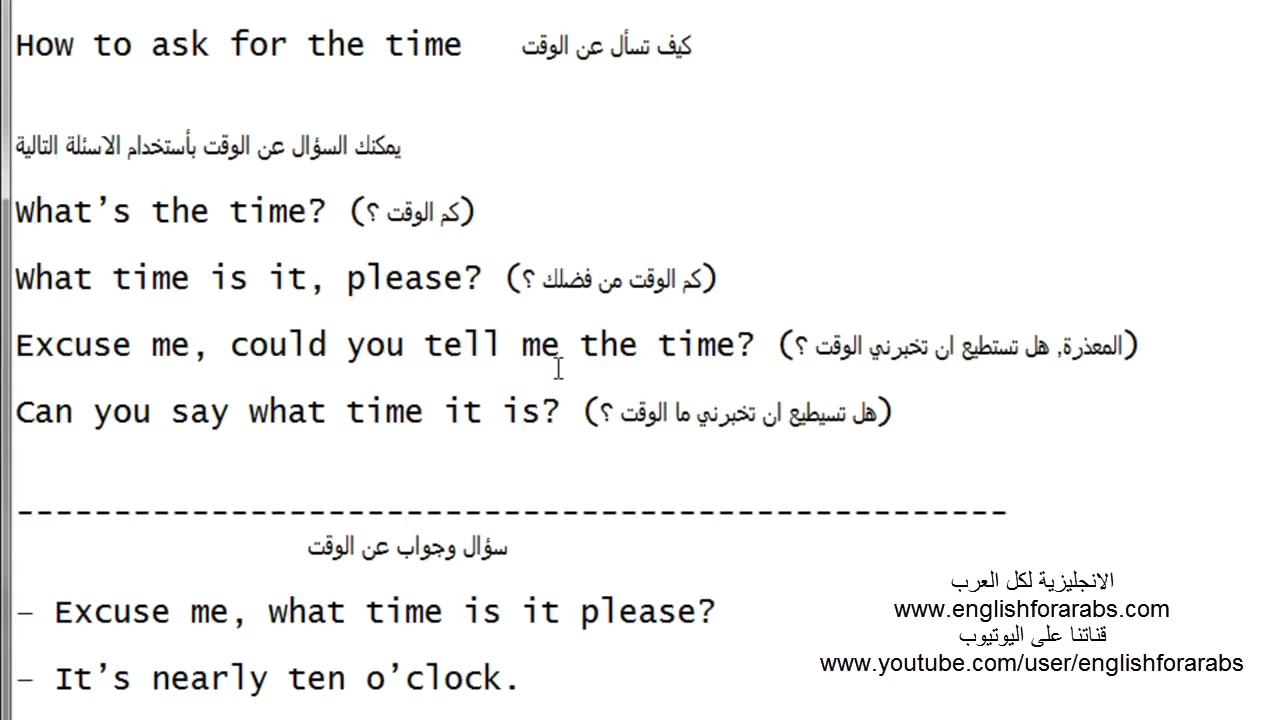 How to ask for the time كيف تسأل عن الوقت
يمكنك السؤال عن الوقت بأستخدام الاسئلة التالية
What’s the time? (كم الوقت ؟)
What time is it, please? (كم الوقت من فضلك ؟)
Excuse me, could you tell me the time? (المعذرة, هل تستطيع ان تخبرني الوقت ؟)
Can you say what time it is? (هل تسيطيع ان تخبرني ما الوقت ؟)
---------------------------------------------------
سؤال وجواب عن الوقت
– Excuse me, what time is it please?
– It’s nearly ten o’clock.
الانجليزية لكل العرب
www.englishforarabs.com
قناتنا على اليوتيوب
www.youtube.com/user/englishforarabs